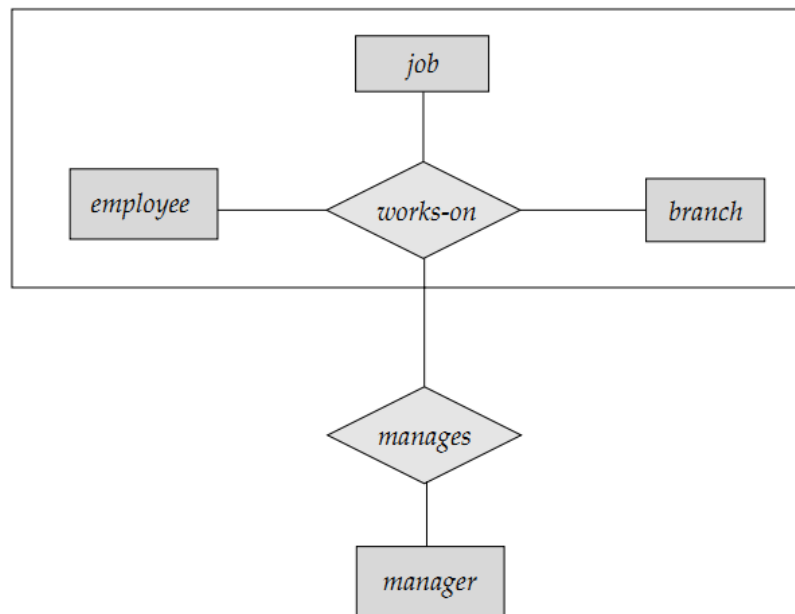 job
employee
works-on
branch
manages
manager